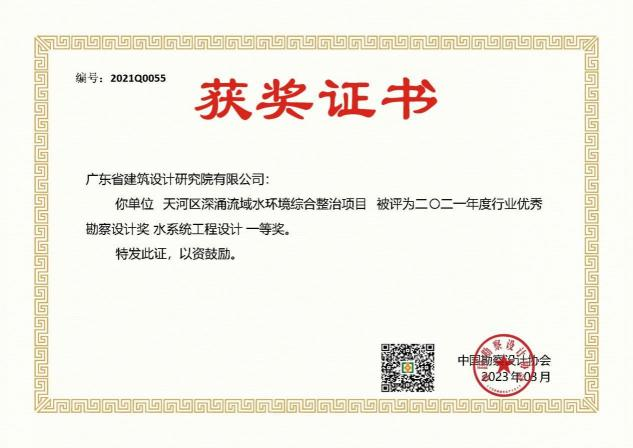 编号：2021Q0055
获奖证书
广东省建筑设计研究院有限公司：
你单位 天河区深涌流域水环境综合整治项目 被评为二〇二一年度行业优秀
勘察设计奖 水系统工程设计 一等奖。
特发此证，以资鼓励。
中国勘察设计协会
2023年03月